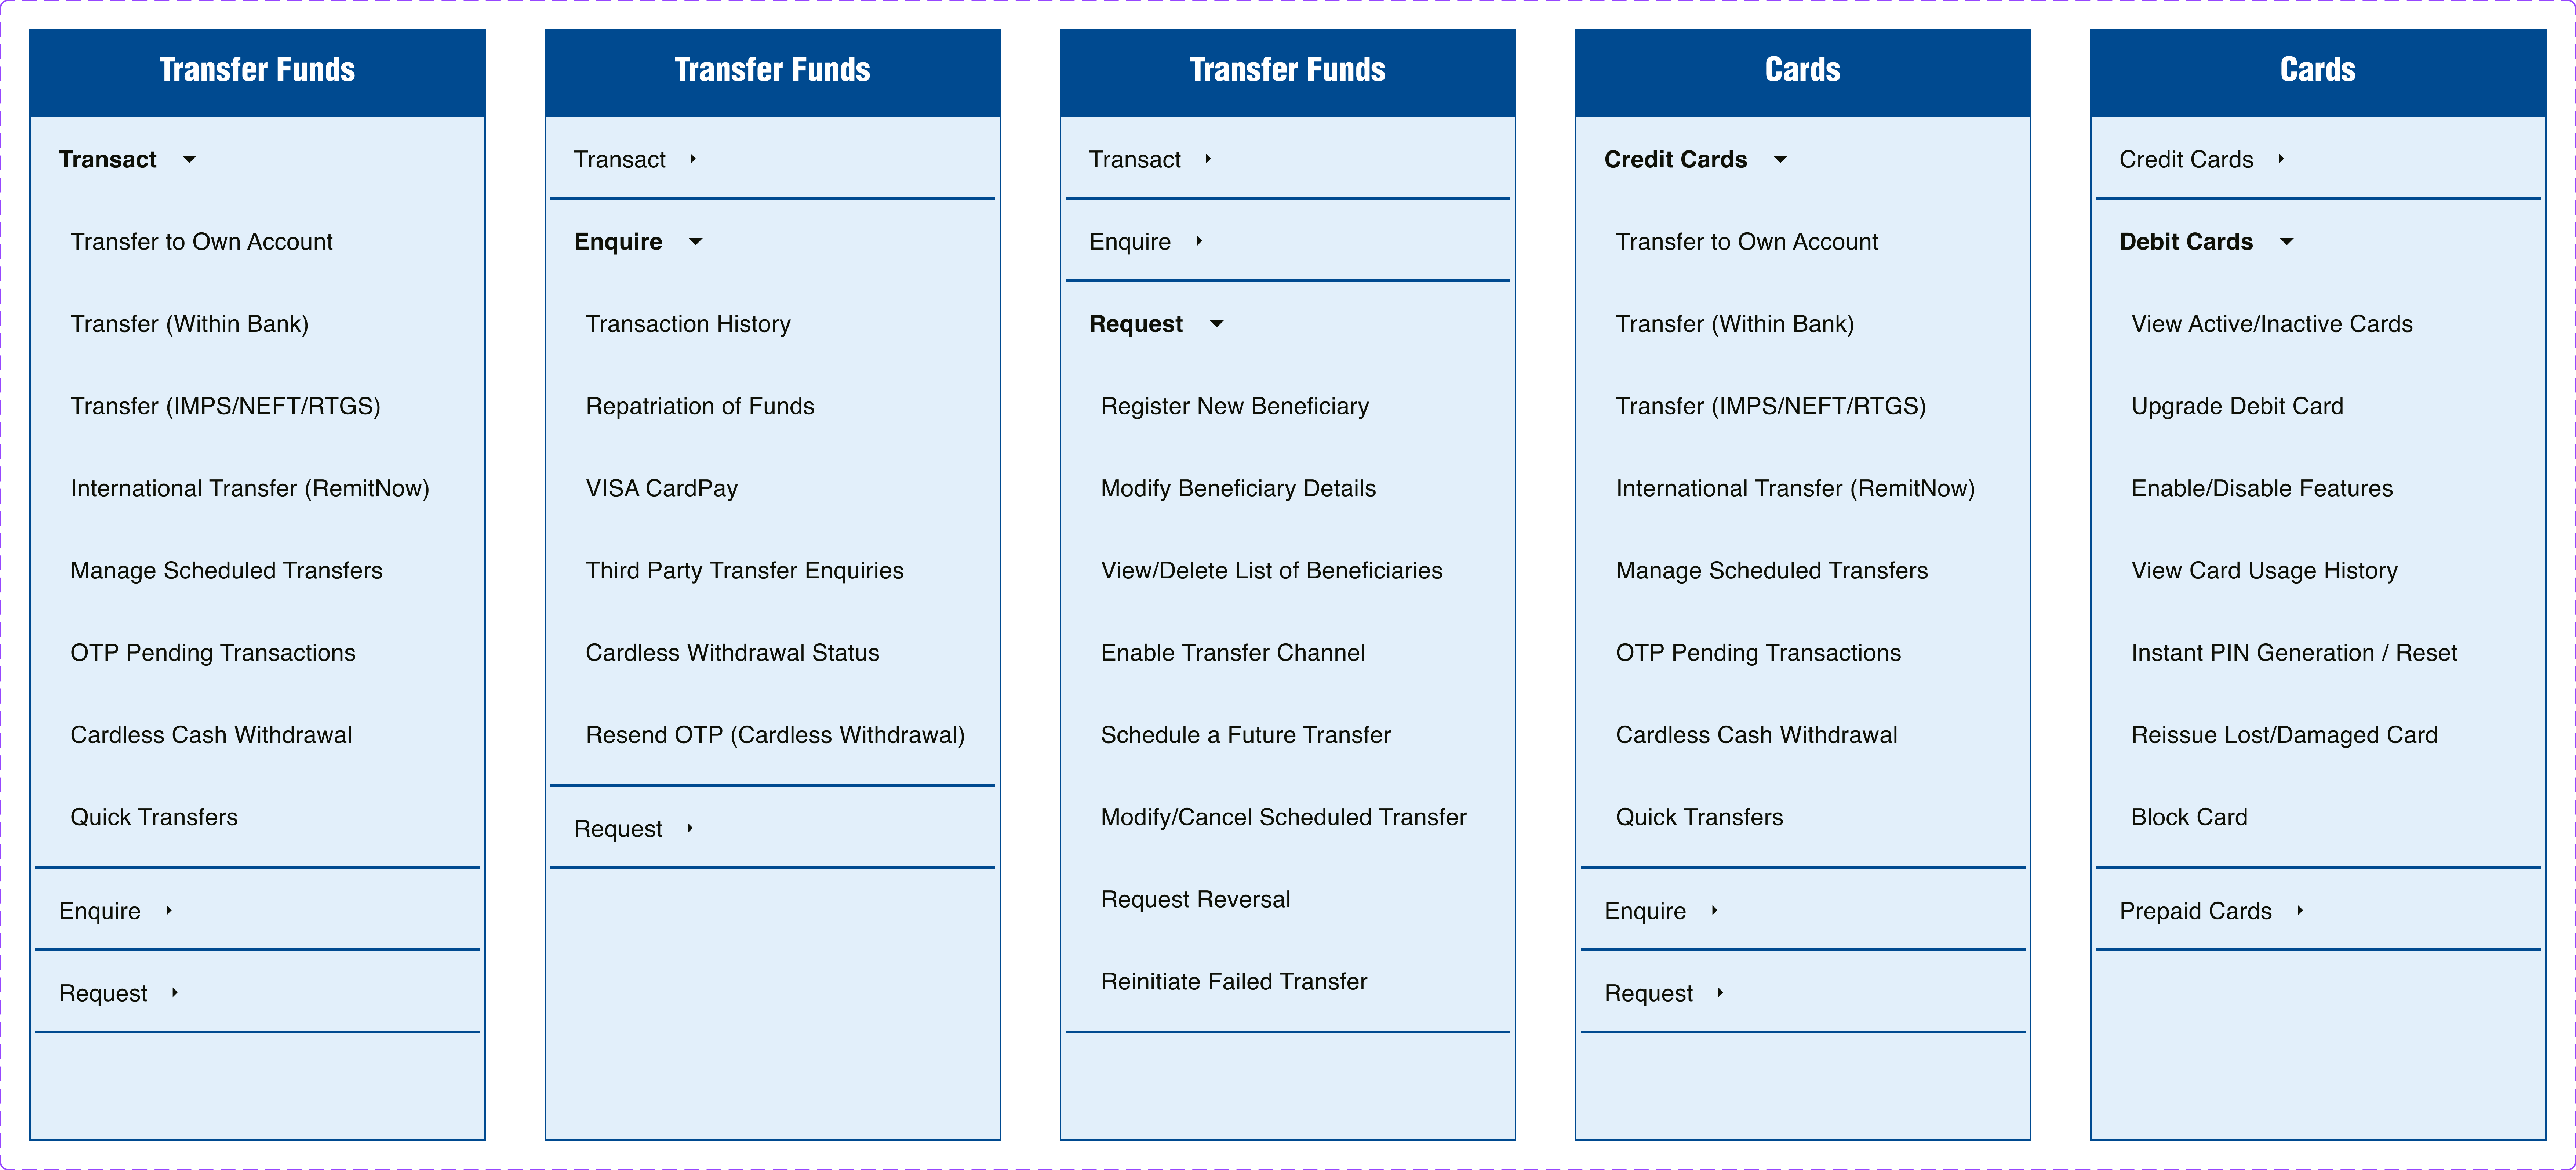 Transfer Funds
Transact
Transfer to Own Account
Transfer (Within Bank)
Transfer (IMPS/NEFT/RTGS)
International Transfer (RemitNow)
Manage Scheduled Transfers
OTP Pending Transactions
Cardless Cash Withdrawal
Quick Transfers
Enquire
Request
Transfer Funds
Transact
Enquire
Transaction History
Repatriation of Funds
VISA CardPay
Third Party Transfer Enquiries
Cardless Withdrawal Status
Resend OTP (Cardless Withdrawal)
Request
Transfer Funds
Transact
Enquire
Request
Register New Beneficiary
Modify Beneficiary Details
View/Delete List of Beneficiaries
Enable Transfer Channel
Schedule a Future Transfer
Modify/Cancel Scheduled Transfer
Request Reversal
Reinitiate Failed Transfer
Cards
Credit Cards
Transfer to Own Account
Transfer (Within Bank)
Transfer (IMPS/NEFT/RTGS)
International Transfer (RemitNow)
Manage Scheduled Transfers
OTP Pending Transactions
Cardless Cash Withdrawal
Quick Transfers
Enquire
Request
Cards
Credit Cards
Debit Cards
View Active/Inactive Cards
Upgrade Debit Card
Enable/Disable Features
View Card Usage History
Instant PIN Generation / Reset
Reissue Lost/Damaged Card
Block Card
Prepaid Cards